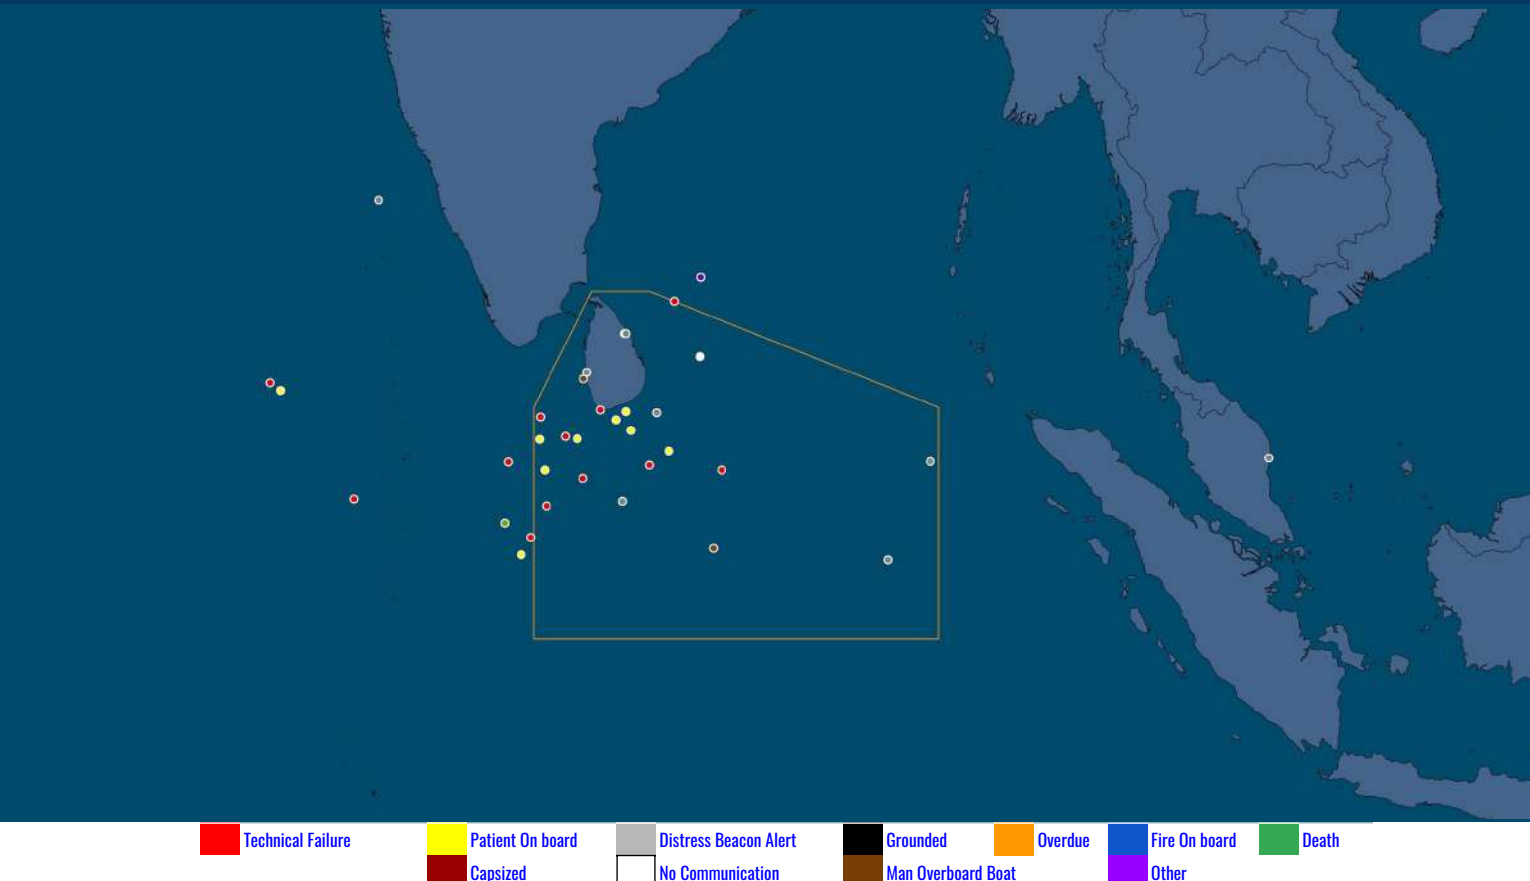 Technical Failure Patient On board Distress Beacon Alert Grounded Overdue Fire On board Death
Capsized No Communication Man Overboard Boat Other